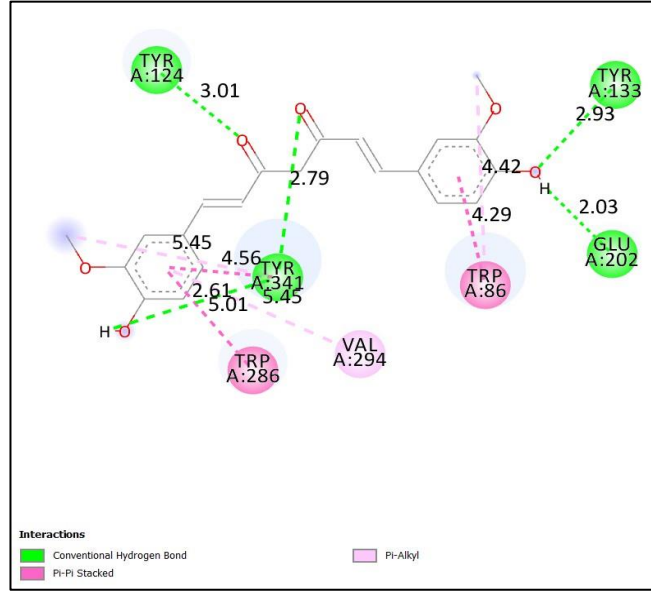 TYR
A:124
3.01
O
O
O
TYR
A:133
2.93
4.42
O
H
2.79
4.29
2.03
GLU
A:202
5.45
4.56
TYR
A:341
TRP
A:86
O
2.61
5.45
5.01
H
O
VAL
A:294
TRP
A:286
Interactions
Conventional Hydrogen Bond
Pi-Pi Stacked
Pi-Alkyl